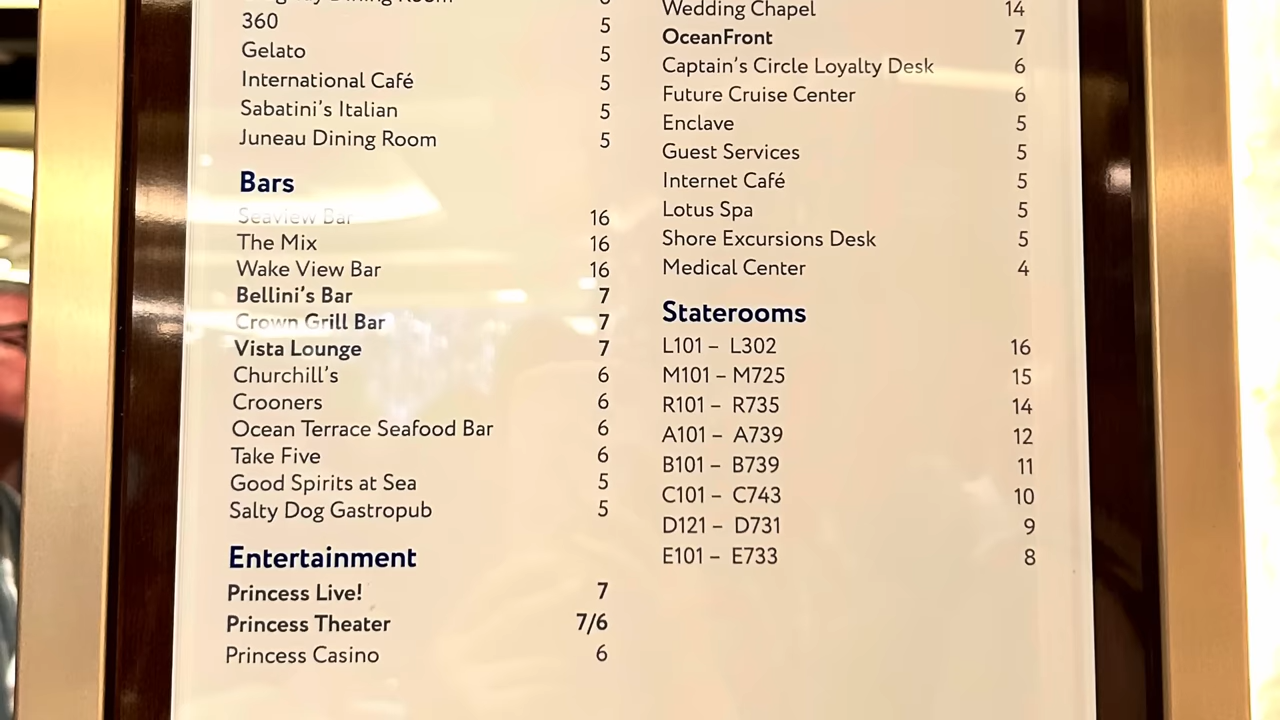 Dining Room
360 5
Gelato 5
International Café 5
Sabatini's Italian 5
Juneau Dining Room 5
Bars
Seaview Bar 16
The Mix 16
Wake View Bar 16
Bellini's Bar 7
Crown Grill Bar 7
Vista Lounge 7
Churchill's 6
Crooners 6
Ocean Terrace Seafood Bar 6
Take Five 6
Good Spirits at Sea 5
Salty Dog Gastropub 5
Entertainment
Princess Live! 7
Princess Theater 7/6
Princess Casino 6
Wedding Chapel 14
OceanFront 7
Captain's Circle Loyalty Desk 6
Future Cruise Center 6
Enclave 5
Guest Services 5
Internet Café 5
Lotus Spa 5
Shore Excursions Desk 5
Medical Center 4
Staterooms
L101 – L302 16
M101 – M725 15
R101 – R735 14
A101 – A739 12
B101 – B739 11
C101 – C743 10
D121 – D731 9
E101 – E733 8